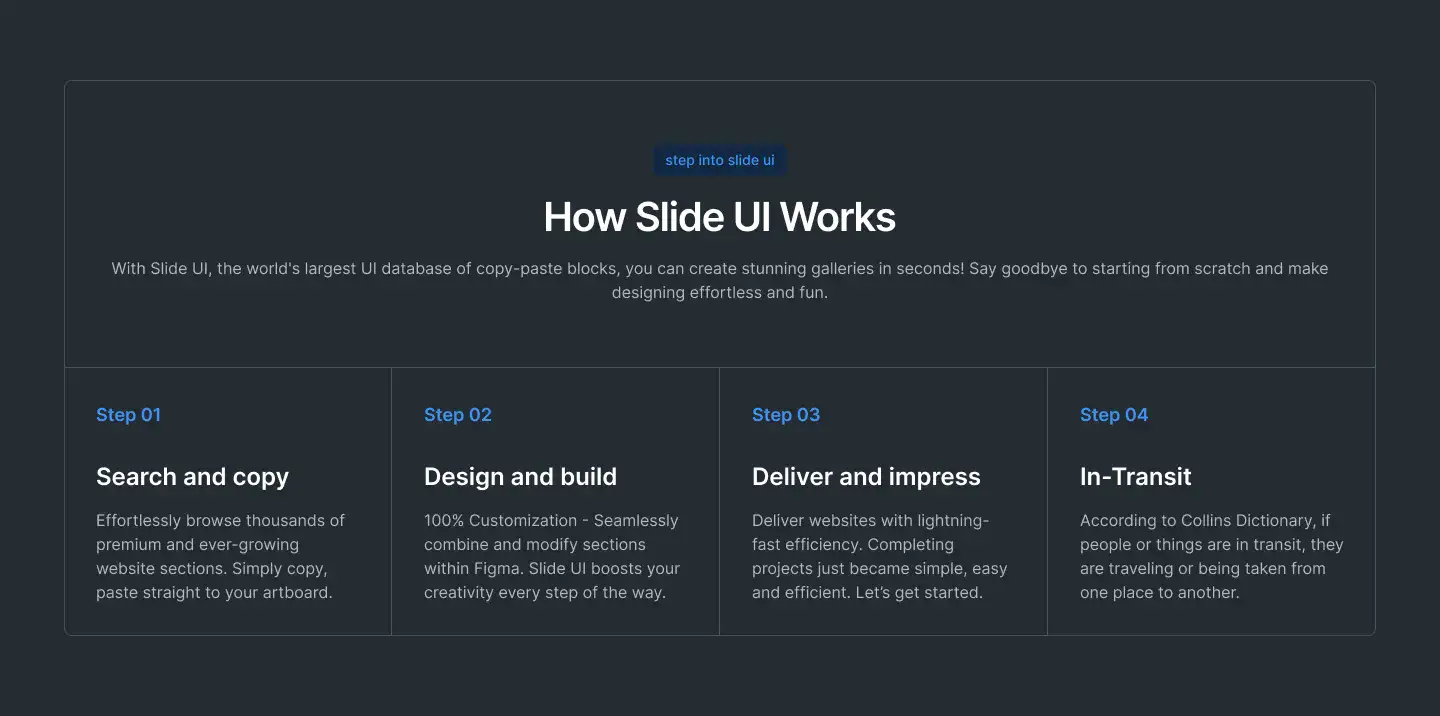 step into slide ui
How Slide UI Works
With Slide UI, the world's largest UI database of copy-paste blocks, you can create stunning galleries in seconds! Say goodbye to starting from scratch and make
designing effortless and fun.
Step 01
Search and copy
Effortlessly browse thousands of
premium and ever-growing
website sections. Simply copy,
paste straight to your artboard.
Step 02
Design and build
100% Customization - Seamlessly
combine and modify sections
within Figma. Slide UI boosts your
creativity every step of the way.
Step 03
Deliver and impress
Deliver websites with lightning-
fast efficiency. Completing
projects just became simple, easy
and efficient. Let’s get started.
Step 04
In-Transit
According to Collins Dictionary, if
people or things are in transit, they
are traveling or being taken from
one place to another.